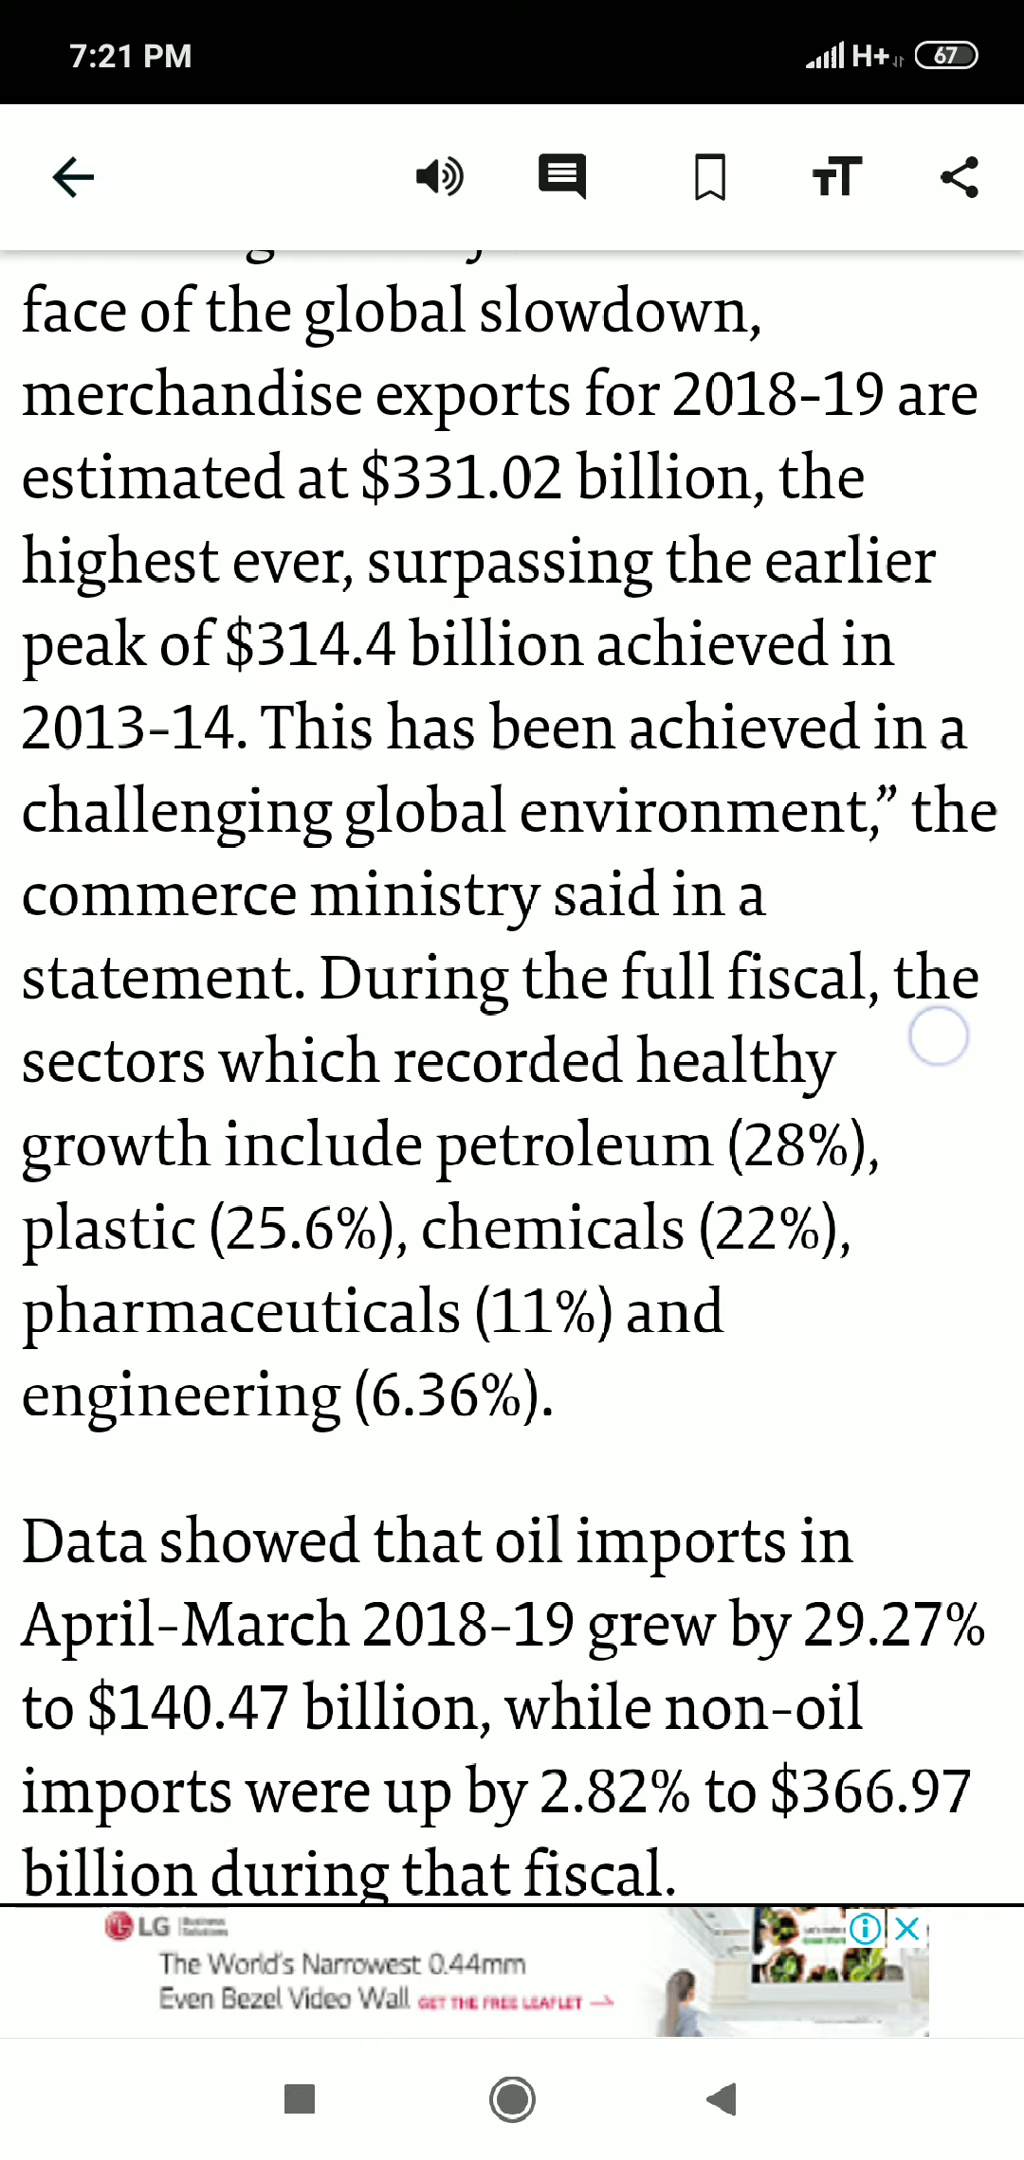 7:21 PM
H+ 67
TT
face of the global slowdown,
merchandise exports for 2018-19 are
estimated at $331.02 billion, the
highest ever, surpassing the earlier
peak of $314.4 billion achieved in
2013-14. This has been achieved in a
challenging global environment,” the
commerce ministry said in a
statement. During the full fiscal, the
sectors which recorded healthy
growth include petroleum (28%),
plastic (25.6%), chemicals (22%),
pharmaceuticals (11%) and
engineering (6.36%).
Data showed that oil imports in
April-March 2018-19 grew by 29.27%
to $140.47 billion, while non-oil
imports were up by 2.82% to $366.97
billion during that fiscal.
LG Business Solutions
The World's Narrowest 0.44mm
Even Bezel Video Wall GET THE FREE LEAFLET